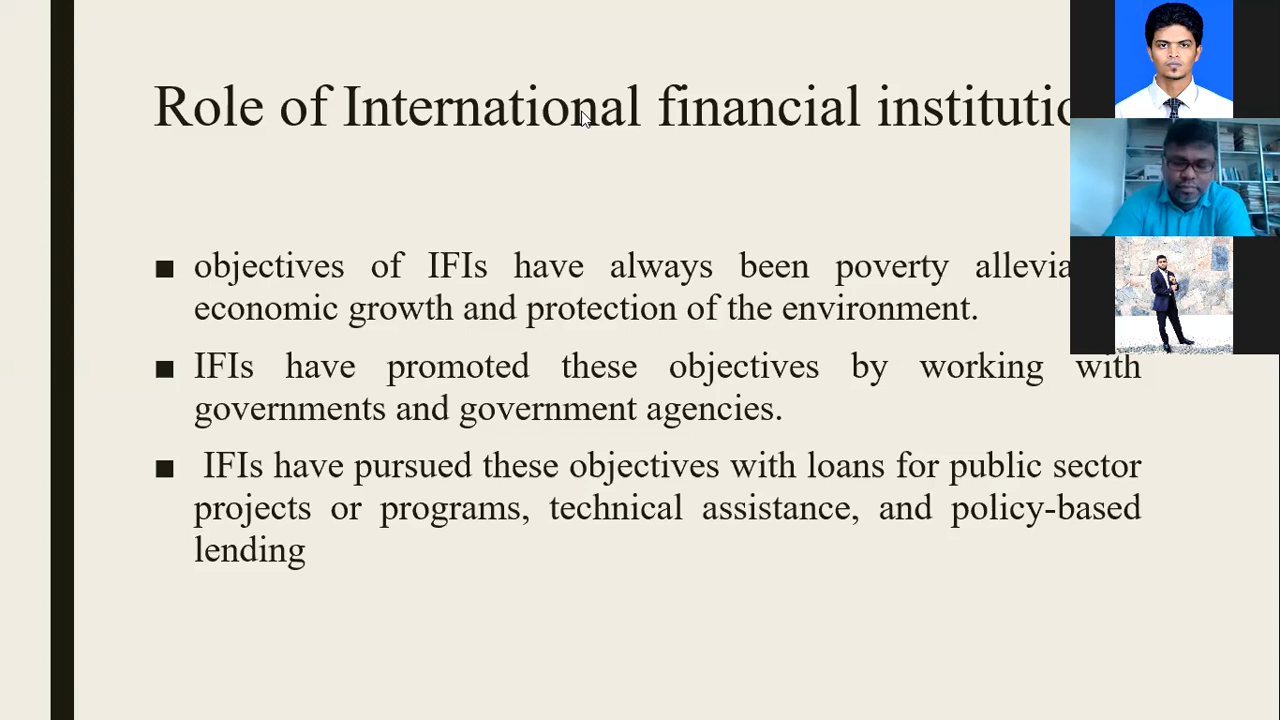 Role of International financial institutio
■ objectives of IFIs have always been poverty allevia
economic growth and protection of the environment.
■ IFIs have promoted these objectives by working with
governments and government agencies.
■ IFIs have pursued these objectives with loans for public sector
projects or programs, technical assistance, and policy-based
lending